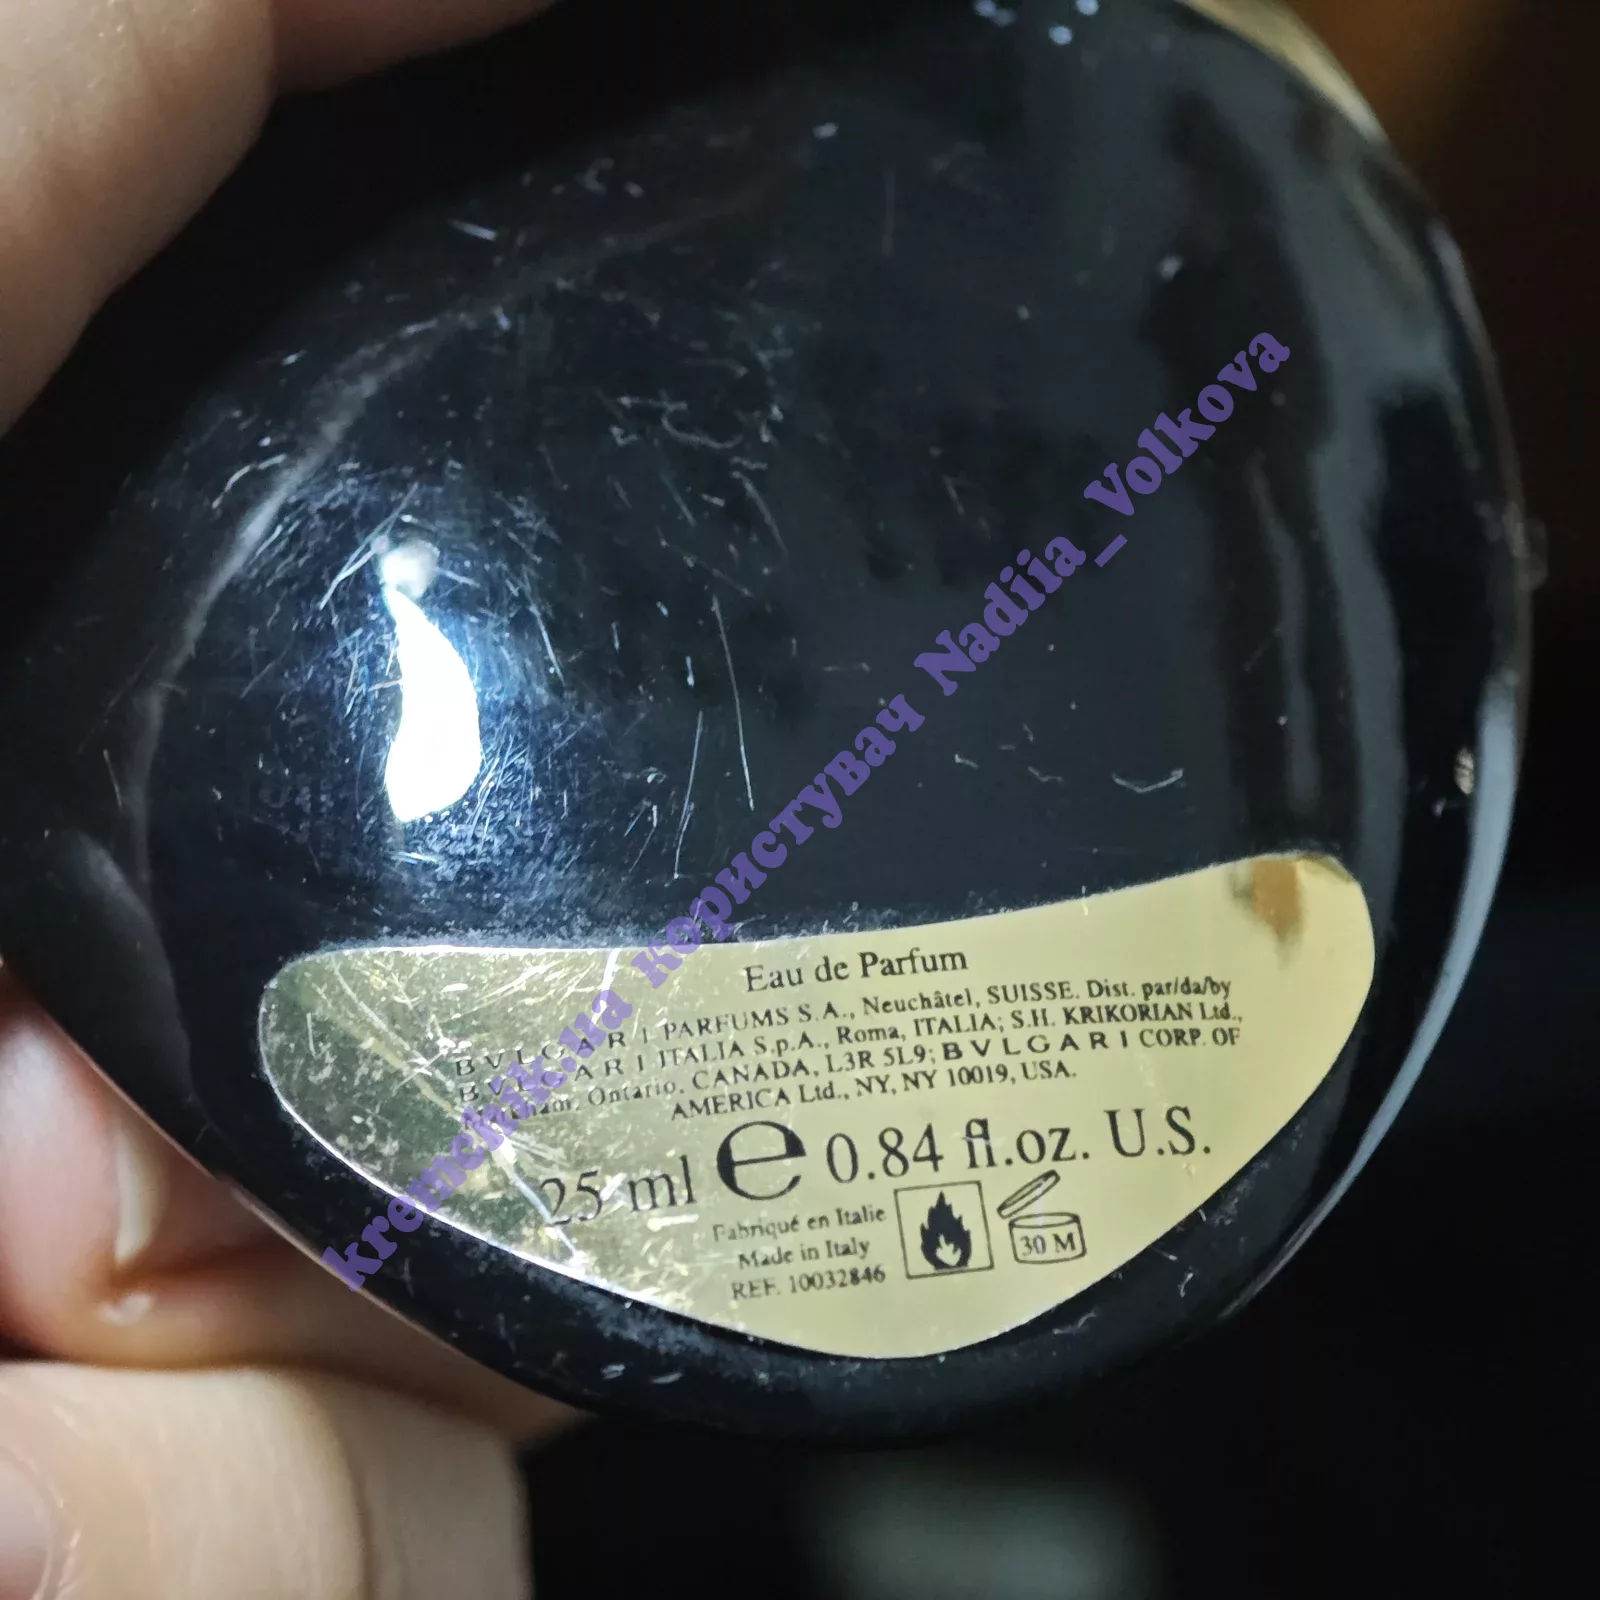 Eau de Parfum
BVLGARI PARFUMS S.A., Neuchâtel, SUISSE. Dist. par/da/by
BVLGARI ITALIA S.p.A., Roma, ITALIA; S.H. KRIKORIAN Ltd.,
Ontario, CANADA, L3R 5L9; BVLGARI CORP. OF
AMERICA Ltd., NY, NY 10019, USA.
25 ml e 0.84 fl.oz. U.S.
Fabriqué en Italie
Made in Italy
REF. 10032846
30 M
kremchik.ua користувач Nadiia_Volkova